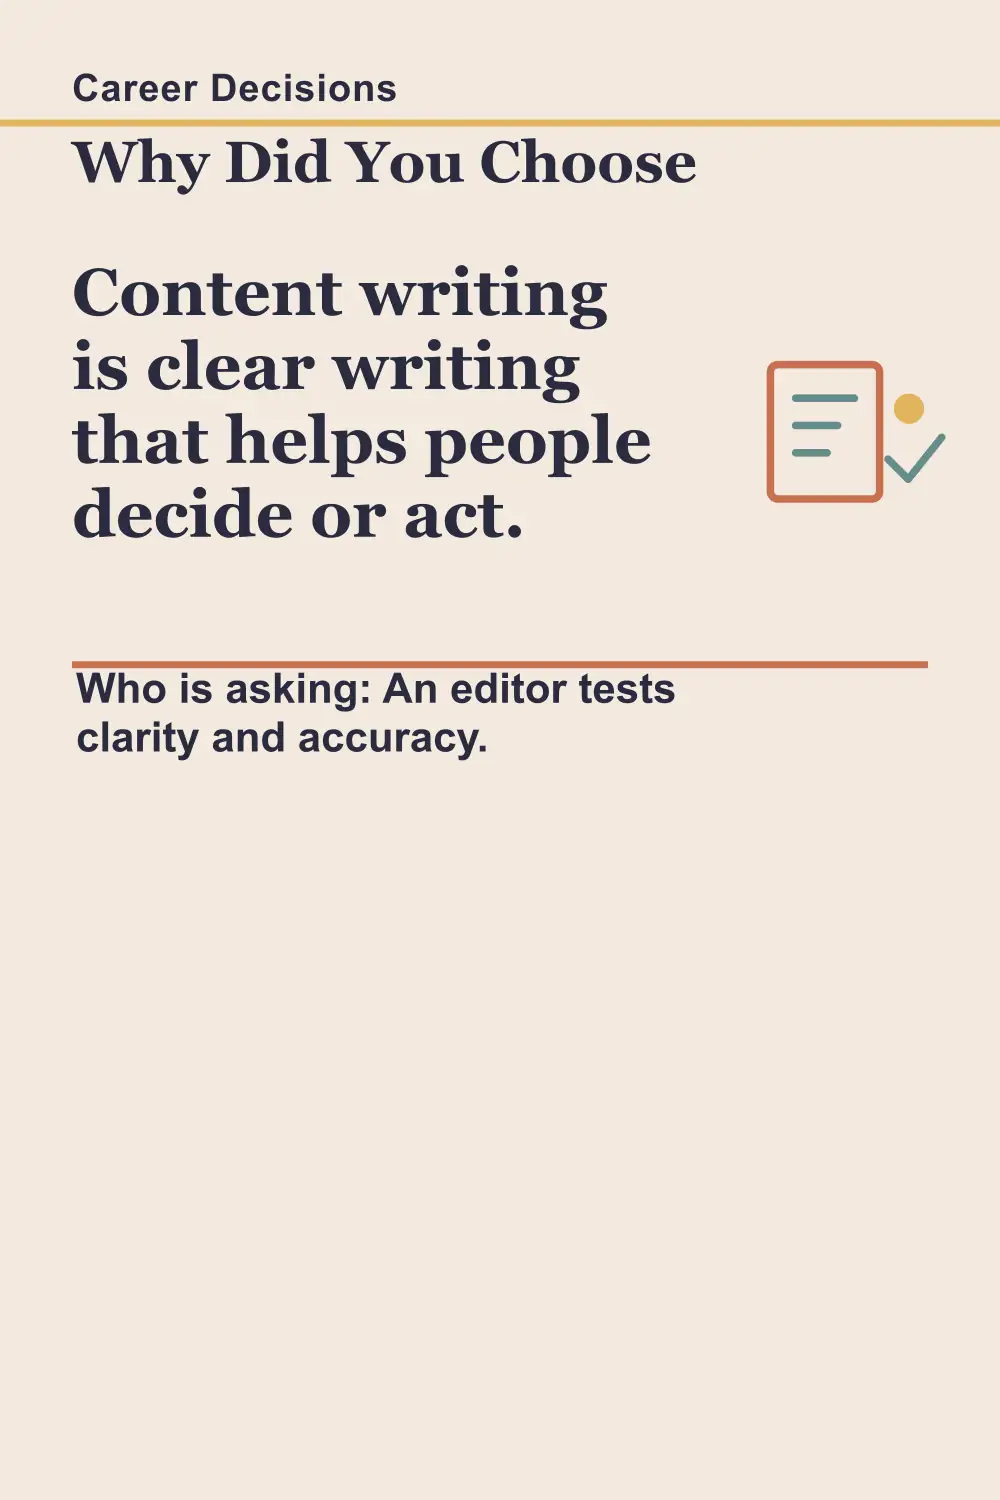 Career Decisions
Why Did You Choose
Content writing
is clear writing
that helps people
decide or act.
Who is asking: An editor tests
clarity and accuracy.